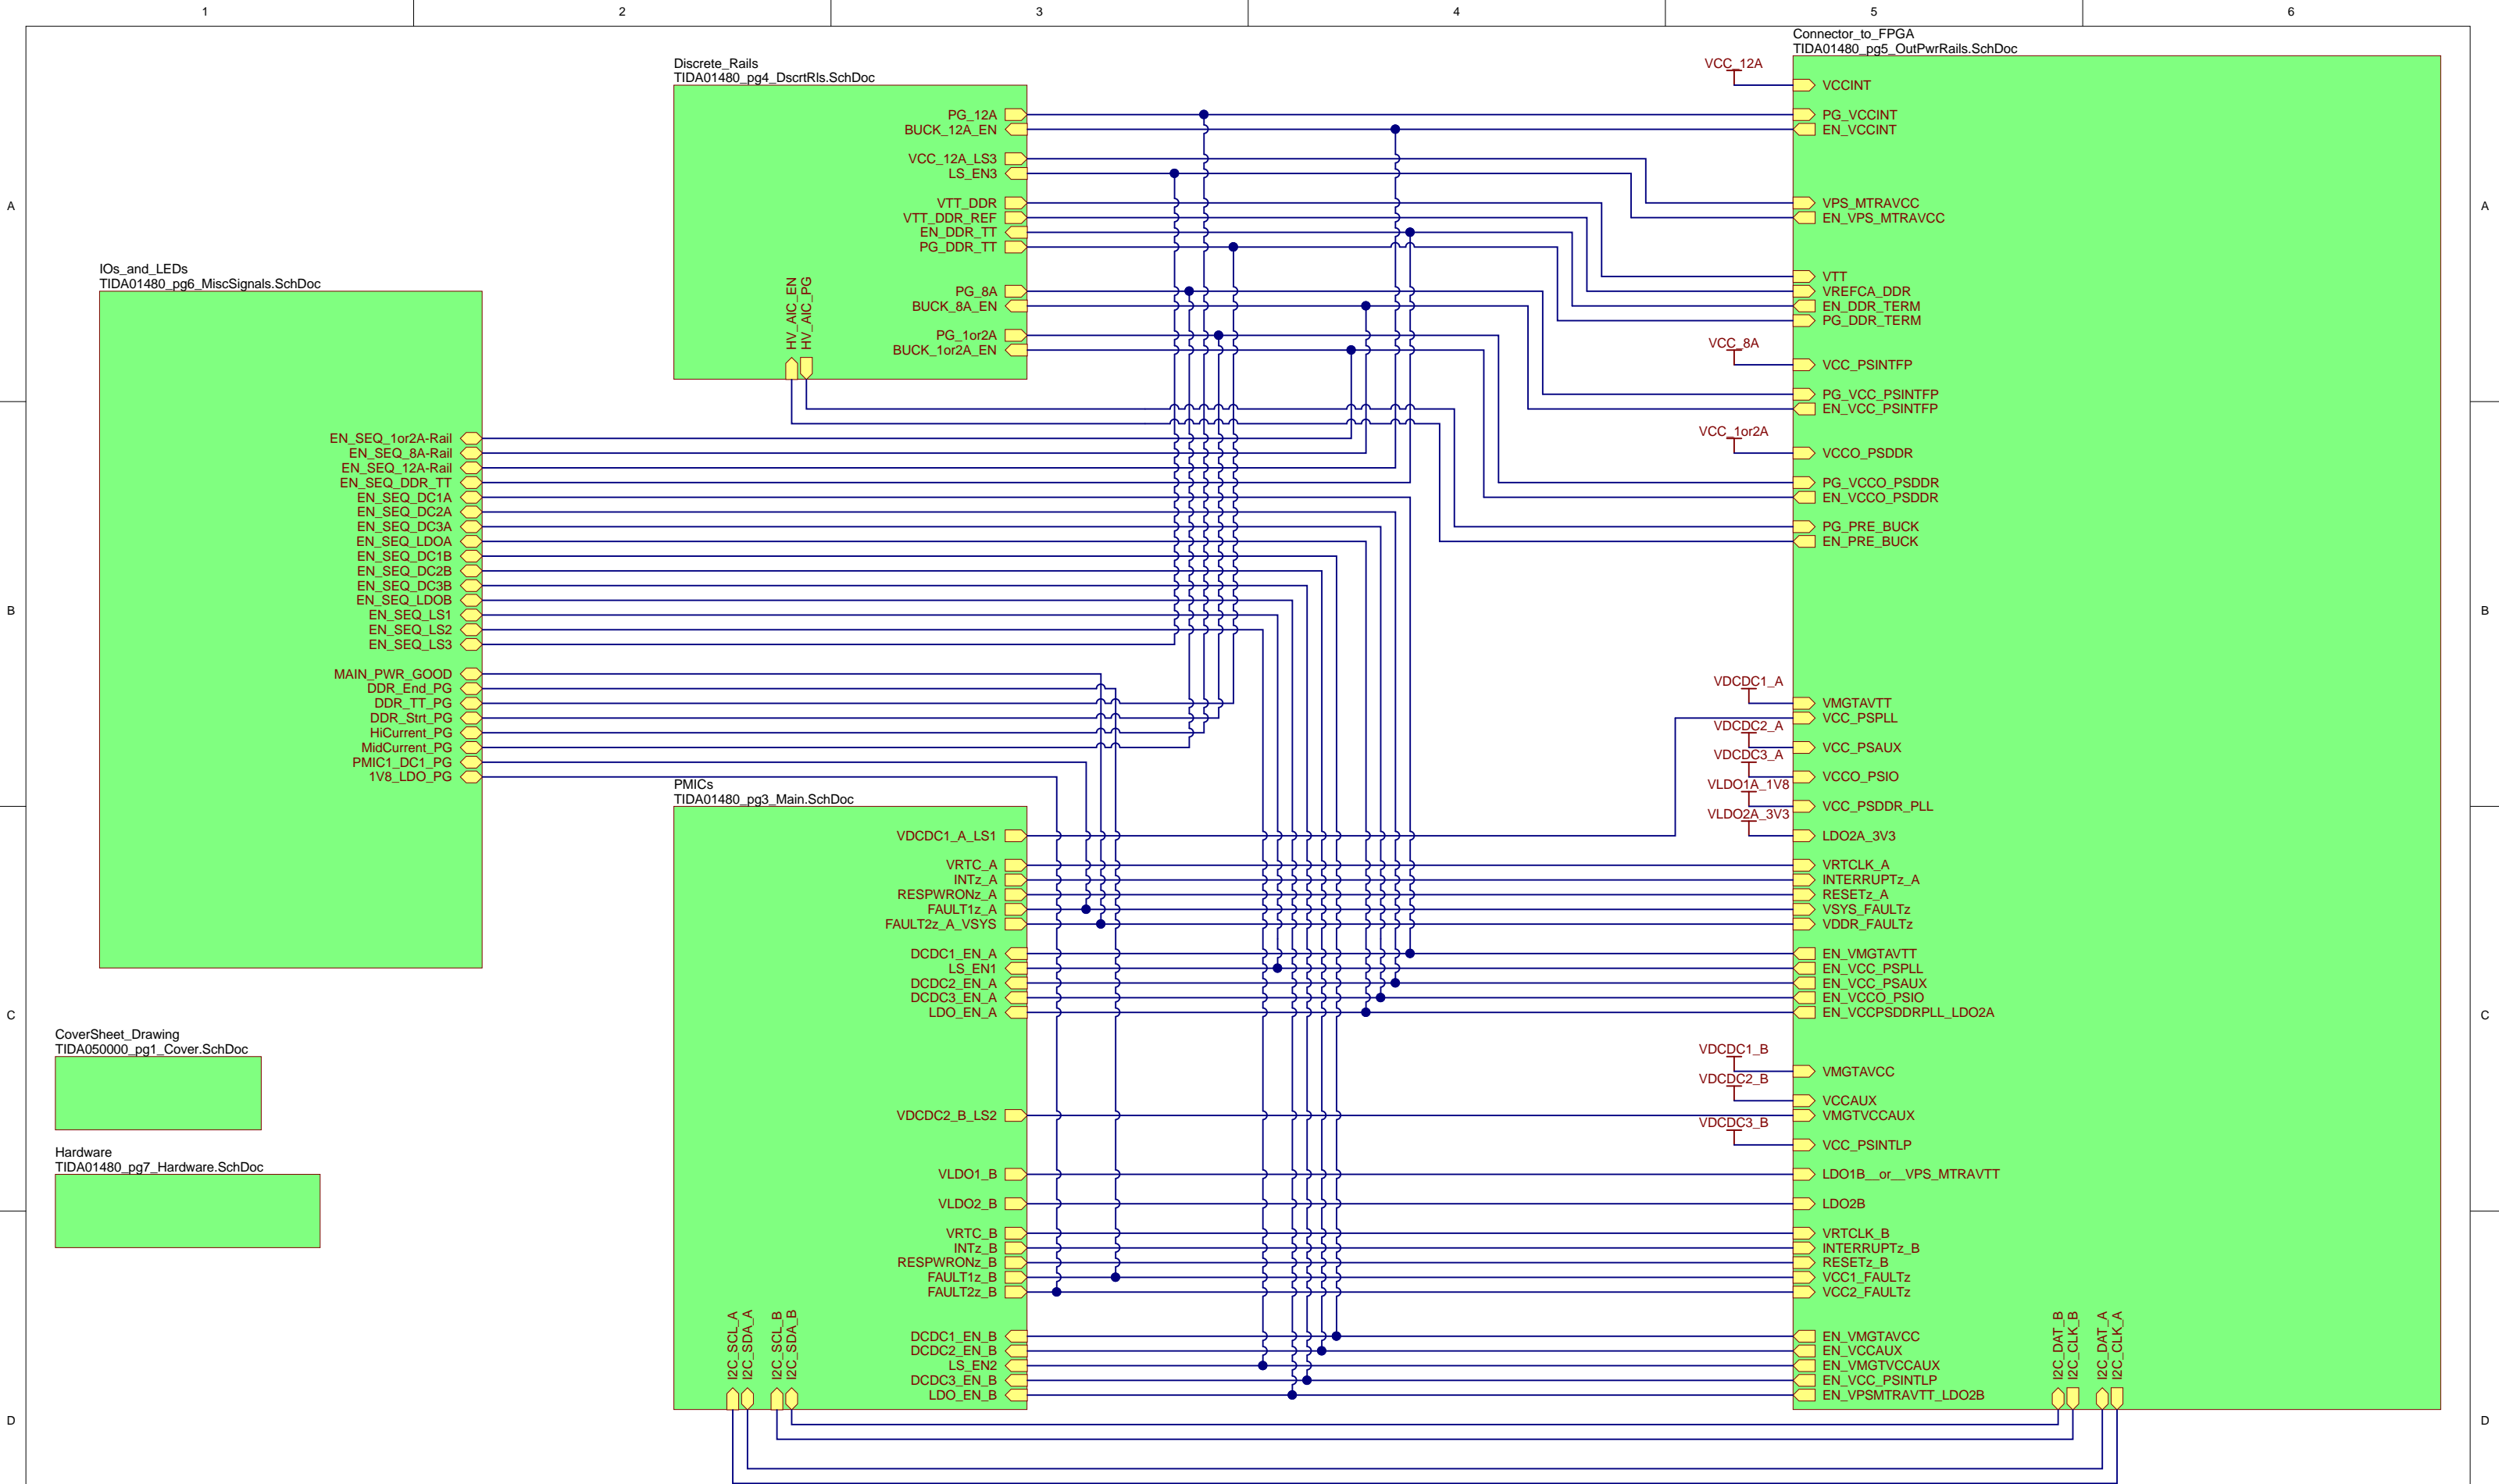 1
2
3
4
5
6
A
B
C
D
A
B
C
D
IOs_and_LEDs
TIDA01480_pg6_MiscSignals.SchDoc
EN_SEQ_1or2A-Rail
EN_SEQ_8A-Rail
EN_SEQ_12A-Rail
EN_SEQ_DDR_TT
EN_SEQ_DC1A
EN_SEQ_DC2A
EN_SEQ_DC3A
EN_SEQ_LDOA
EN_SEQ_DC1B
EN_SEQ_DC2B
EN_SEQ_DC3B
EN_SEQ_LDOB
EN_SEQ_LS1
EN_SEQ_LS2
EN_SEQ_LS3
MAIN_PWR_GOOD
DDR_End_PG
DDR_TT_PG
DDR_Strt_PG
HiCurrent_PG
MidCurrent_PG
PMIC1_DC1_PG
1V8_LDO_PG
CoverSheet_Drawing
TIDA050000_pg1_Cover.SchDoc
Hardware
TIDA01480_pg7_Hardware.SchDoc
Discrete_Rails
TIDA01480_pg4_DscrtRls.SchDoc
PG_12A
BUCK_12A_EN
VCC_12A_LS3
LS_EN3
VTT_DDR
VTT_DDR_REF
EN_DDR_TT
PG_DDR_TT
PG_8A
BUCK_8A_EN
PG_1or2A
BUCK_1or2A_EN
HV_AIC_EN
HV_AIC_PG
PMICs
TIDA01480_pg3_Main.SchDoc
VDCDC1_A_LS1
VRTC_A
INTz_A
RESPWRONz_A
FAULT1z_A
FAULT2z_A_VSYS
DCDC1_EN_A
LS_EN1
DCDC2_EN_A
DCDC3_EN_A
LDO_EN_A
VDCDC2_B_LS2
VLDO1_B
VLDO2_B
VRTC_B
INTz_B
RESPWRONz_B
FAULT1z_B
FAULT2z_B
DCDC1_EN_B
DCDC2_EN_B
LS_EN2
DCDC3_EN_B
LDO_EN_B
I2C_SCL_A
I2C_SDA_A
I2C_SCL_B
I2C_SDA_B
Connector_to_FPGA
TIDA01480_pg5_OutPwrRails.SchDoc
VCC_12A
VCCINT
PG_VCCINT
EN_VCCINT
VPS_MTRAVCC
EN_VPS_MTRAVCC
VTT
VREFCA_DDR
EN_DDR_TERM
PG_DDR_TERM
VCC_8A
VCC_PSINTFP
PG_VCC_PSINTFP
EN_VCC_PSINTFP
VCC_1or2A
VCCO_PSDDR
PG_VCCO_PSDDR
EN_VCCO_PSDDR
PG_PRE_BUCK
EN_PRE_BUCK
VDCDC1_A
VMGTAVTT
VCC_PSPLL
VDCDC2_A
VCC_PSAUX
VDCDC3_A
VCCO_PSIO
VLDO1A_1V8
VCC_PSDDR_PLL
VLDO2A_3V3
LDO2A_3V3
VRTCLK_A
INTERRUPTz_A
RESETz_A
VSYS_FAULTz
VDDR_FAULTz
EN_VMGTAVTT
EN_VCC_PSPLL
EN_VCC_PSAUX
EN_VCCO_PSIO
EN_VCCPSDDRPLL_LDO2A
VDCDC1_B
VMGTAVCC
VDCDC2_B
VCCAUX
VMGTVCCAUX
VDCDC3_B
VCC_PSINTLP
LDO1B__or__VPS_MTRAVTT
LDO2B
VRTCLK_B
INTERRUPTz_B
RESETz_B
VCC1_FAULTz
VCC2_FAULTz
EN_VMGTAVCC
EN_VCCAUX
EN_VMGTVCCAUX
EN_VCC_PSINTLP
EN_VPSMTRAVTT_LDO2B
I2C_DAT_B
I2C_CLK_B
I2C_DAT_A
I2C_CLK_A